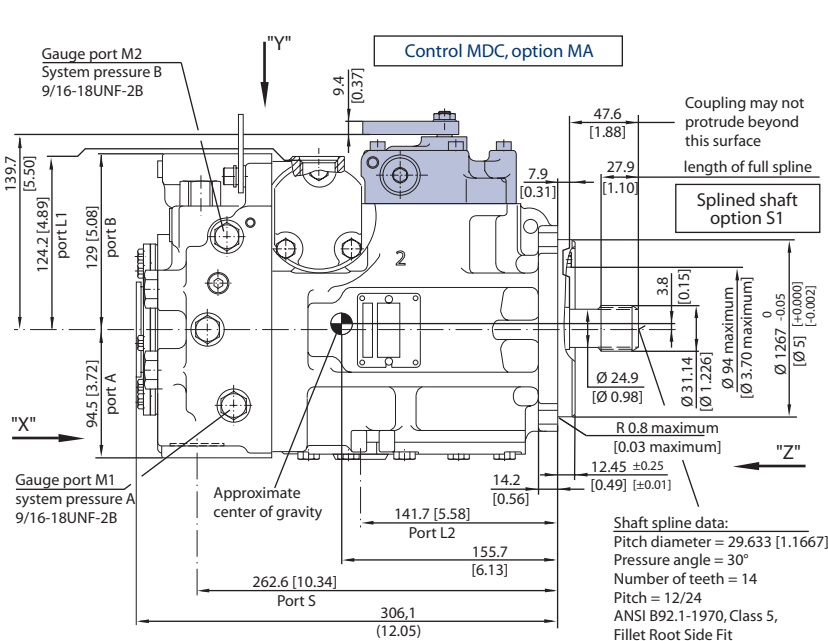 Control MDC, option MA
"Y"
Gauge port M2
System pressure B
9/16-18UNF-2B
9.4
[0.37]
47.6
[1.88]
Coupling may not
protrude beyond
this surface
7.9
[0.31]
27.9
[1.10]
length of full spline
Splined shaft
option S1
139.7
[5.50]
124.2 [4.89]
port L1
129 [5.08]
port B
94.5 [3.72]
port A
2
3.8
[0.15]
Ø 94 maximum
[Ø 3.70 maximum]
Ø 1267 0 -0.05
[Ø 5] [+0.000] [-0.002]
Ø 31.14
[Ø 1.226]
Ø 24.9
[Ø 0.98]
R 0.8 maximum
[0.03 maximum]
"X"
"Z"
12.45 ±0.25
[0.49] [±0.01]
14.2
[0.56]
Gauge port M1
system pressure A
9/16-18UNF-2B
Approximate
center of gravity
141.7 [5.58]
Port L2
155.7
[6.13]
262.6 [10.34]
Port S
306,1
(12.05)
Shaft spline data:
Pitch diameter = 29.633 [1.1667]
Pressure angle = 30°
Number of teeth = 14
Pitch = 12/24
ANSI B92.1-1970, Class 5,
Fillet Root Side Fit